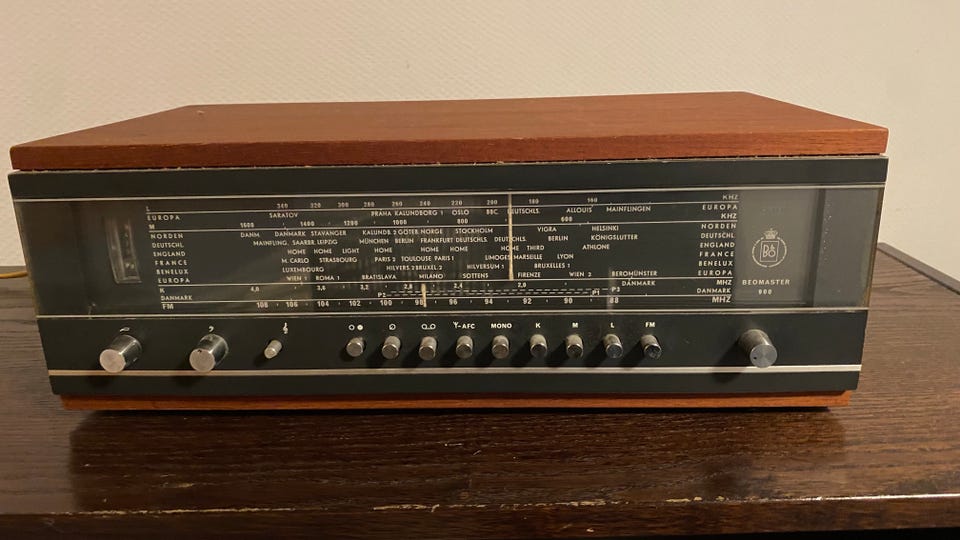 L 340 320 300 280 260 240 220 200 180 160 KHZ
EUROPA SARATOV PRAHA KALUNDBORG 1 OSLO BBC DEUTSCHL. ALLOUIS MAINFLINGEN EUROPA
M 1600 1400 1200 1000 800 600 KHZ
NORDEN DANM DANMARK STAVANGER KALUNDB 2 GÖTEB NORGE STOCKHOLM VIGRA HELSINKI NORDEN
DEUTSCHL. MAINFLING. SAARBR. LEIPZIG MÜNCHEN BERLIN FRANKFURT DEUTSCHL. DEUTSCHL. BERLIN KÖNIGSLUTTER DEUTSCHL.
ENGLAND HOME HOME LIGHT HOME HOME HOME HOME THIRD ATHLONE ENGLAND
FRANCE M. CARLO STRASBOURG PARIS 2 TOULOUSE PARIS 1 LIMOGES MARSEILLE LYON FRANCE
BENELUX LUXEMBOURG HILVERS 2 BRUXEL 2 HILVERSUM 1 BRUXELLES 1 BENELUX
EUROPA WIEN 1 ROMA 1 BRATISLAVA MILANO SOTTENS FIRENZE WIEN 2 BEROMÜNSTER EUROPA
K 4,0 3,6 3,2 2,8 2,4 2,0 DANMARK MHZ
DANMARK P2 P1 P3 DANMARK
FM 108 106 104 102 100 98 96 94 92 90 88 MHZ
B&O
BEOMASTER
900
AFC MONO K M L FM